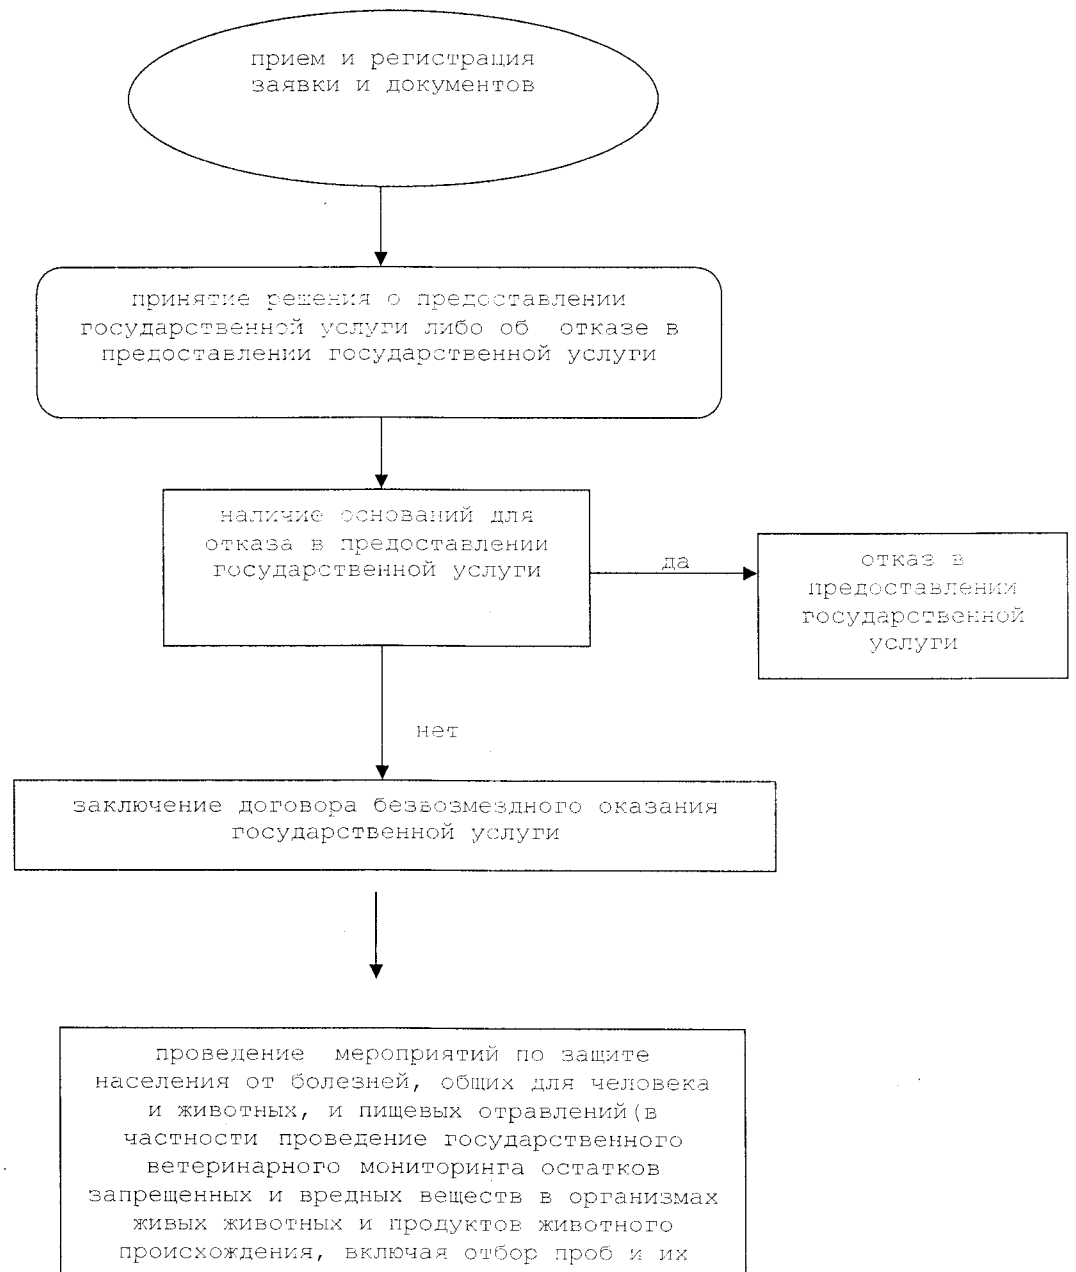 прием и регистрация
заявки и документов
принятие решения о предоставлении
государственной услуги либо об отказе в
предоставлении государственной услуги
наличие оснований для
отказа в предоставлении
государственной услуги
да
отказ в
предоставлении
государственной
услуги
нет
заключение договора безвозмездного оказания
государственной услуги
проведение мероприятий по защите
населения от болезней, общих для человека
и животных, и пищевых отравлений(в
частности проведение государственного
ветеринарного мониторинга остатков
запрещенных и вредных веществ в организмах
живых животных и продуктов животного
происхождения, включая отбор проб и их